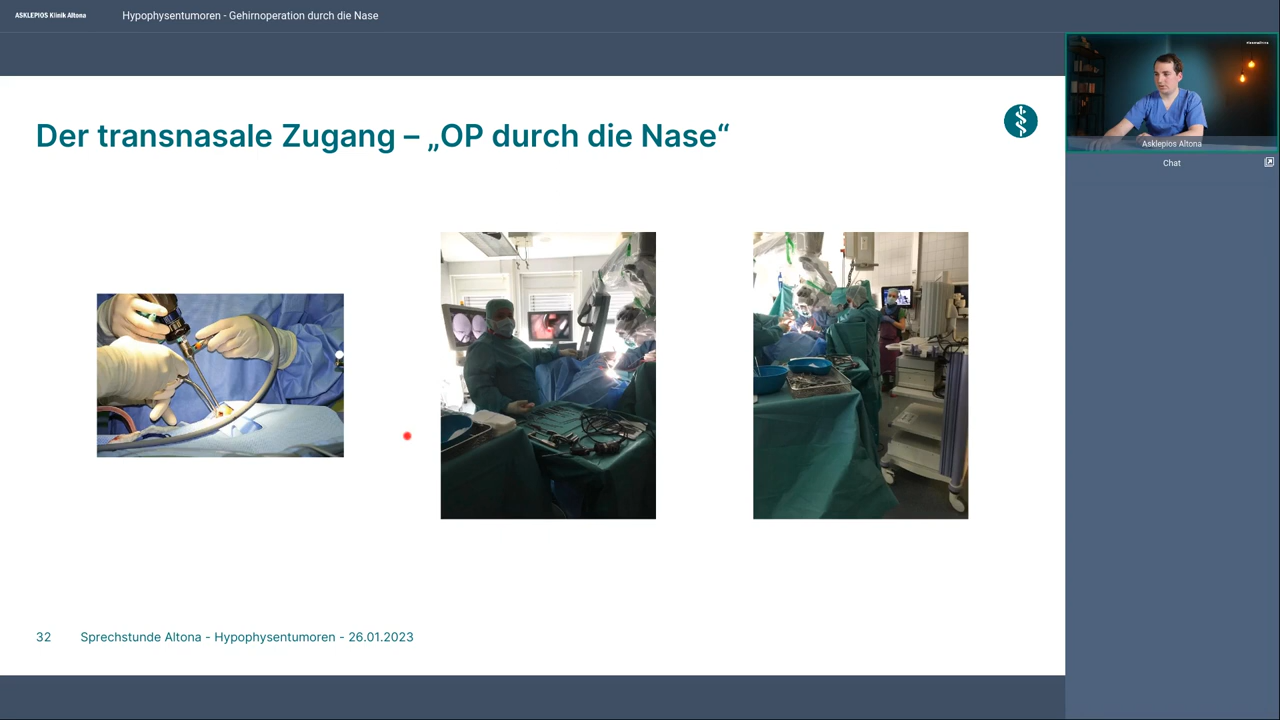 ASKLEPIOS Klinik Altona
Hypophysentumoren - Gehirnoperation durch die Nase
Der transnasale Zugang – „OP durch die Nase“
Asklepios Altona
Chat
32
Sprechstunde Altona - Hypophysentumoren - 26.01.2023